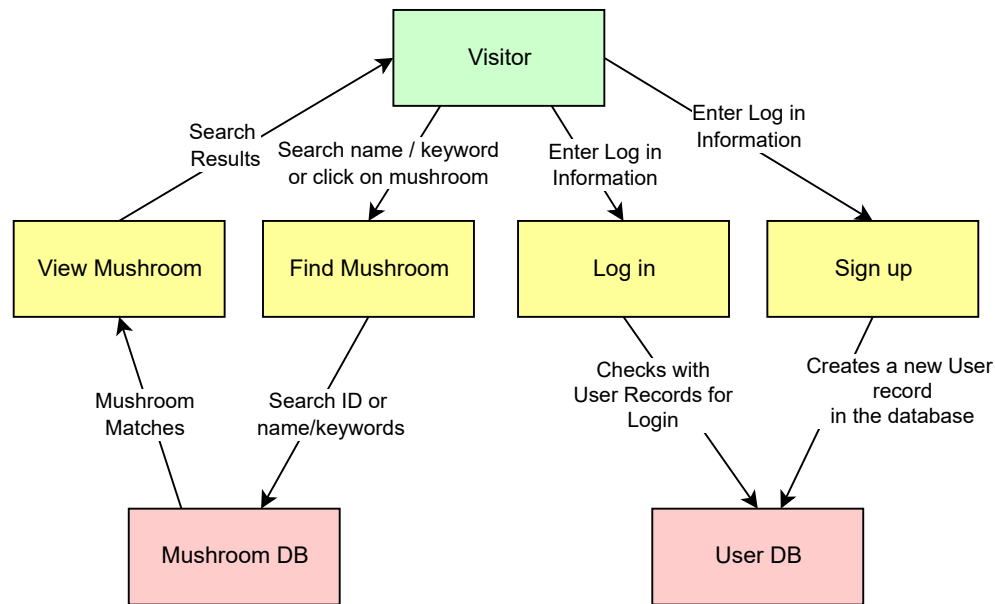 Visitor
Search
Results
Search name / keyword
or click on mushroom
Enter Log in
Information
Enter Log in
Information
View Mushroom
Find Mushroom
Log in
Sign up
Mushroom
Matches
Search ID or
name/keywords
Checks with
User Records for
Login
Creates a new User
record
in the database
Mushroom DB
User DB